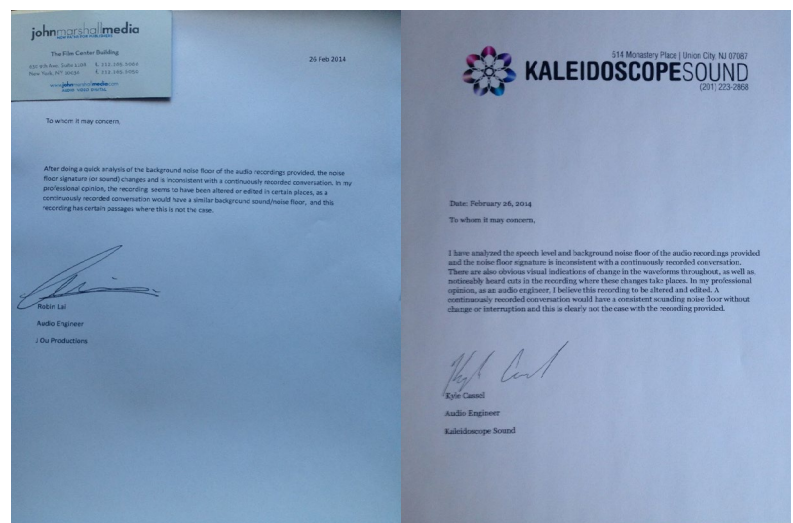 johnmarshallmedia
The Film Center Building
New York, NY
26 Feb 2014
To whom it may concern,
After doing a quick analysis of the background noise floor of the audio recordings provided, the noise
floor signature (or sound) changes and is inconsistent with a continuously recorded conversation. In my
professional opinion, the recording seems to have been altered or edited in certain places, as a
continuously recorded conversation would have a similar background sound/noise floor, and this
recording has certain passages where this is not the case.
Robin Lai
Audio Engineer
Productions
514 Monastery Place | Union City, NJ 07087
KALEIDOSCOPESOUND
(201) 223-2868
Date: February 26, 2014
To whom it may concern,
I have analyzed the speech level and background noise floor of the audio recordings provided
and the noise floor signature is inconsistent with a continuously recorded conversation.
There are also obvious visual indications of change in the waveforms throughout, as well as
noticeably heard cuts in the recording where these changes take places. In my professional
opinion, as an audio engineer, I believe this recording to be altered and edited. A
continuously recorded conversation would have a consistent sounding noise floor without
change or interruption and this is clearly not the case with the recording provided.
Kyle Cassel
Audio Engineer
Kaleidoscope Sound